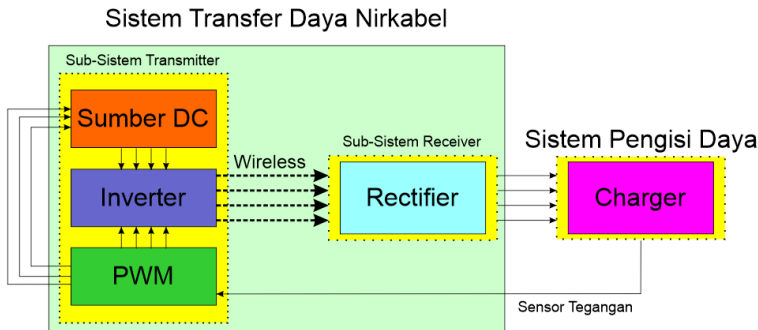 Sistem Transfer Daya Nirkabel
Sub-Sistem Transmitter
Sumber DC
Wireless
Inverter
PWM
Sub-Sistem Receiver
Rectifier
Sistem Pengisi Daya
Charger
Sensor Tegangan